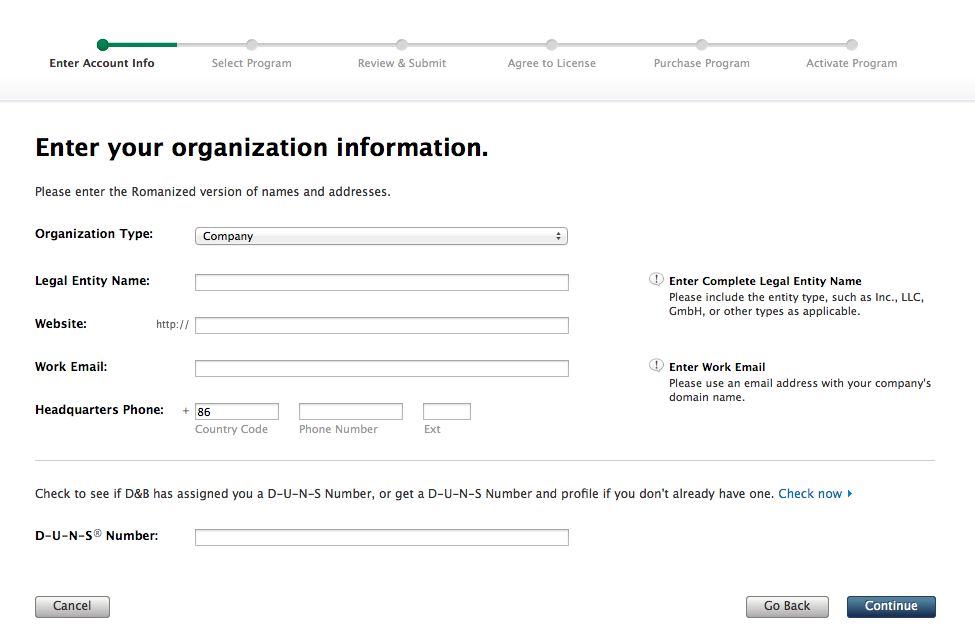 Enter Account Info
Select Program
Review & Submit
Agree to License
Purchase Program
Activate Program
Enter your organization information.
Please enter the Romanized version of names and addresses.
Organization Type:
Company
Legal Entity Name:
! Enter Complete Legal Entity Name
Please include the entity type, such as Inc., LLC,
GmbH, or other types as applicable.
Website:
http://
Work Email:
! Enter Work Email
Please use an email address with your company's
domain name.
Headquarters Phone:
+ 86
Country Code
Phone Number
Ext
Check to see if D&B has assigned you a D-U-N-S Number, or get a D-U-N-S Number and profile if you don't already have one. Check now
D-U-N-S® Number:
Cancel
Go Back
Continue